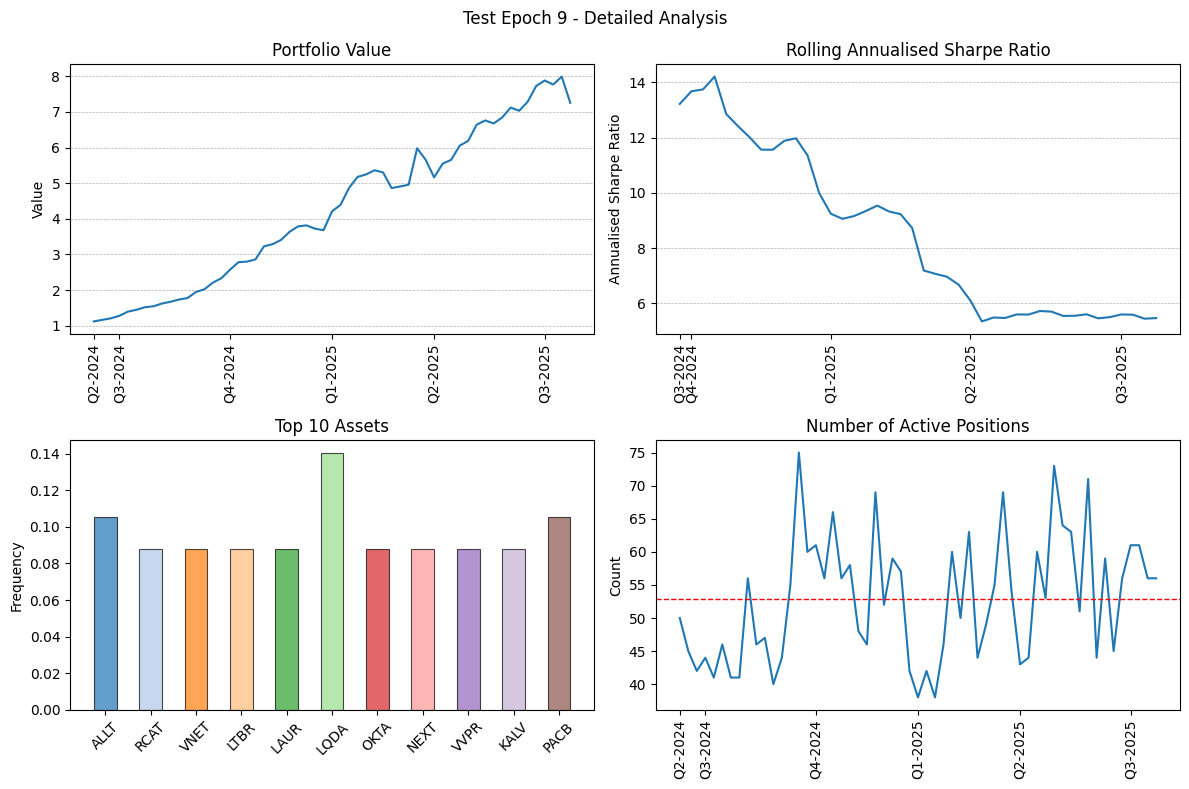 Test Epoch 9 - Detailed Analysis
Portfolio Value
Value
8
7
6
5
4
3
2
1
Q2-2024
Q3-2024
Q4-2024
Q1-2025
Q2-2025
Q3-2025
Rolling Annualised Sharpe Ratio
Annualised Sharpe Ratio
14
12
10
8
6
Q3-2024
Q4-2024
Q1-2025
Q2-2025
Q3-2025
Top 10 Assets
Frequency
0.14
0.12
0.10
0.08
0.06
0.04
0.02
0.00
ALLT
RCAT
VNET
LTBR
LAUR
LQDA
OKTA
NEXT
VVPR
KALV
PACB
Number of Active Positions
Count
75
70
65
60
55
50
45
40
Q2-2024
Q3-2024
Q4-2024
Q1-2025
Q2-2025
Q3-2025